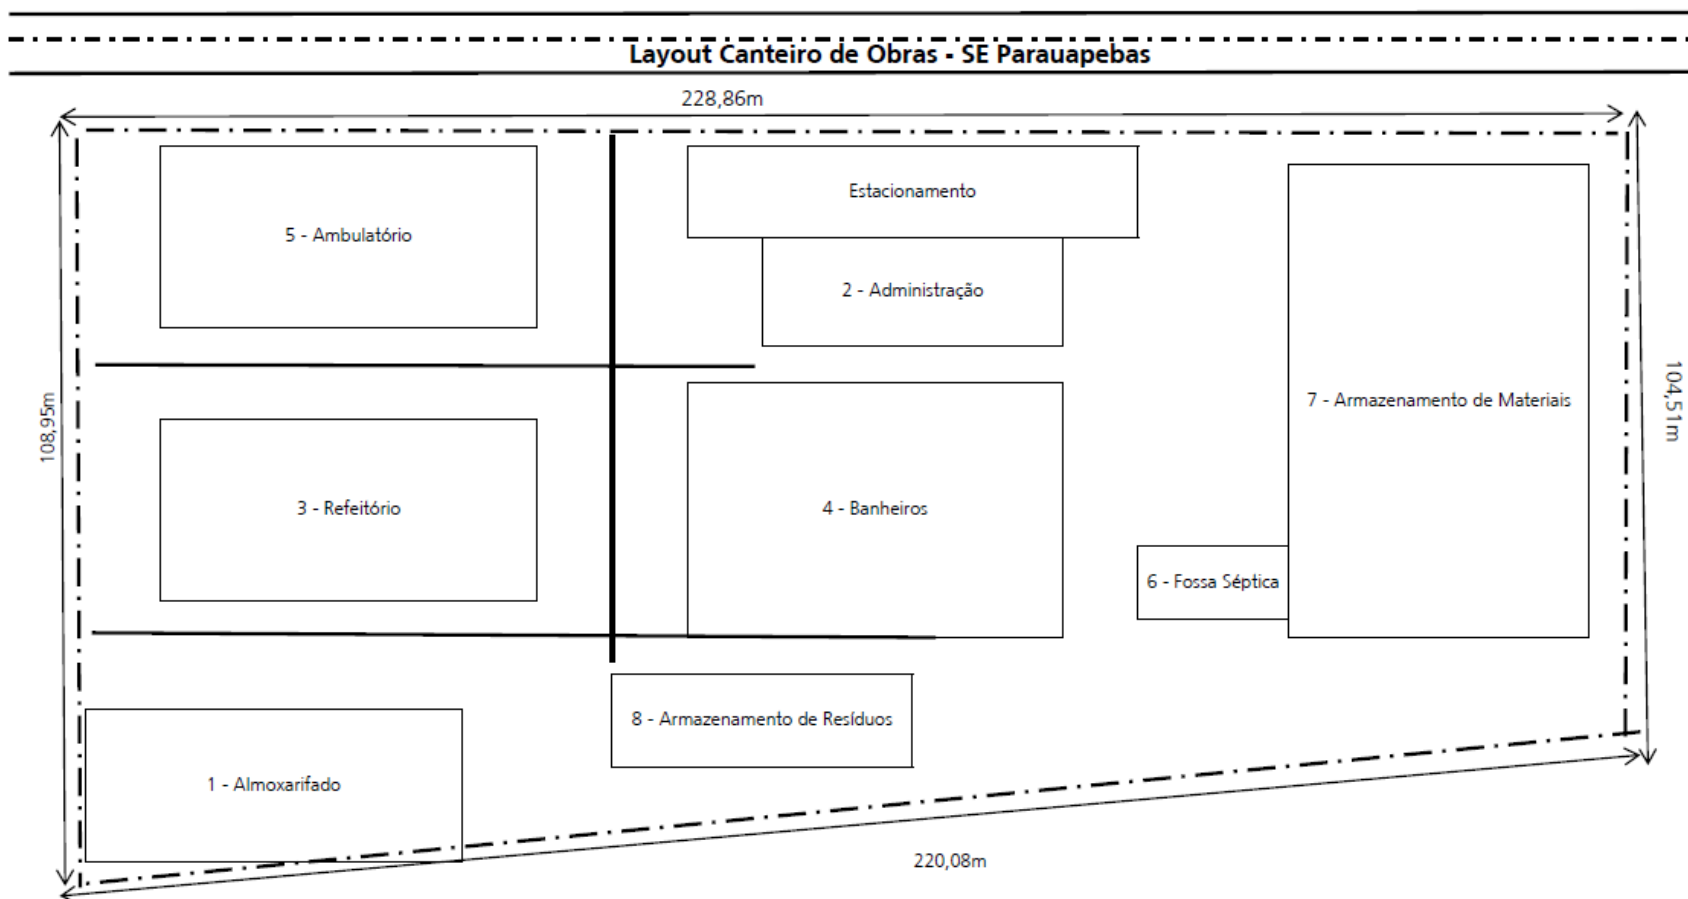 Layout Canteiro de Obras - SE Parauapebas
228,86m
5 - Ambulatório
Estacionamento
2 - Administração
7 - Armazenamento de Materiais
104,51m
108,95m
3 - Refeitório
4 - Banheiros
6 - Fossa Séptica
8 - Armazenamento de Resíduos
1 - Almoxarifado
220,08m